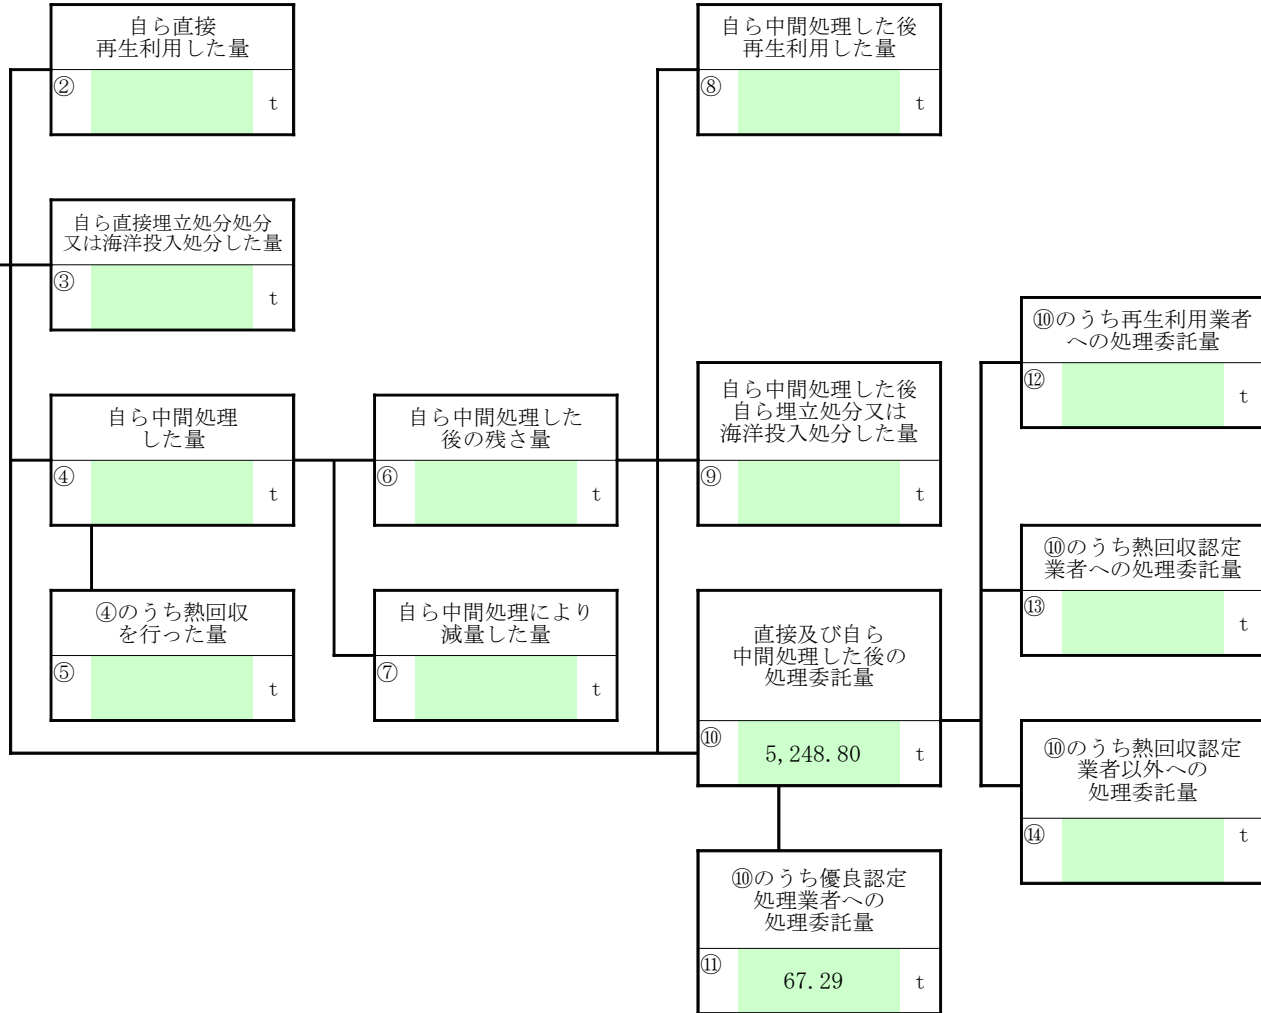 自ら直接
再生利用した量
②
t
自ら中間処理した後
再生利用した量
⑧
t
自ら直接埋立処分処分
又は海洋投入処分した量
③
t
⑩のうち再生利用業者
への処理委託量
⑫
t
自ら中間処理
した量
④
t
自ら中間処理した
後の残さ量
⑥
t
自ら中間処理した後
自ら埋立処分又は
海洋投入処分した量
⑨
t
⑩のうち熱回収認定
業者への処理委託量
⑬
t
④のうち熱回収
を行った量
⑤
t
自ら中間処理により
減量した量
⑦
t
直接及び自ら
中間処理した後の
処理委託量
⑩
5,248.80
t
⑩のうち熱回収認定
業者以外への
処理委託量
⑭
t
⑩のうち優良認定
処理業者への
処理委託量
⑪
67.29
t